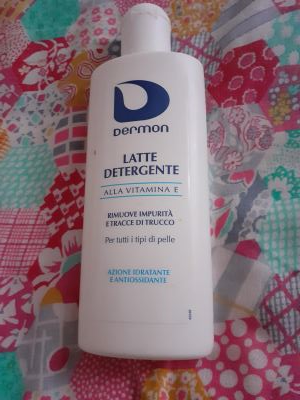 Dermon
LATTE
DETERGENTE
ALLA VITAMINA E
RIMUOVE IMPURITÀ
E TRACCE DI TRUCCO
Per tutti i tipi di pelle
AZIONE IDRATANTE
E ANTIOSSIDANTE